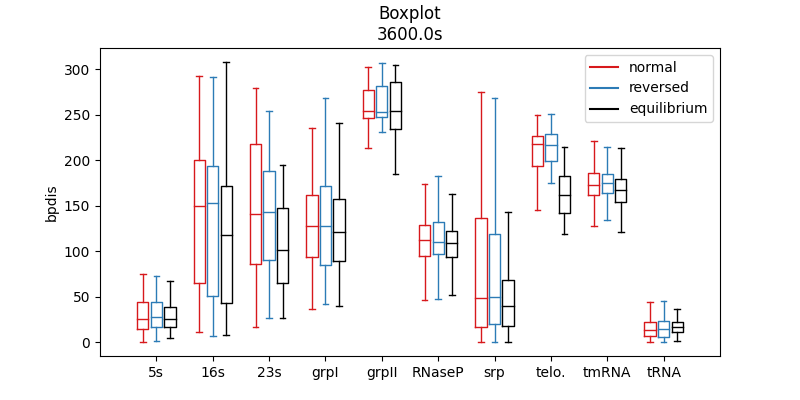 Boxplot
3600.0s
normal
reversed
equilibrium
bpdis
300
250
200
150
100
50
0
5s 16s 23s grpI grpII RNaseP srp telo. tmRNA tRNA